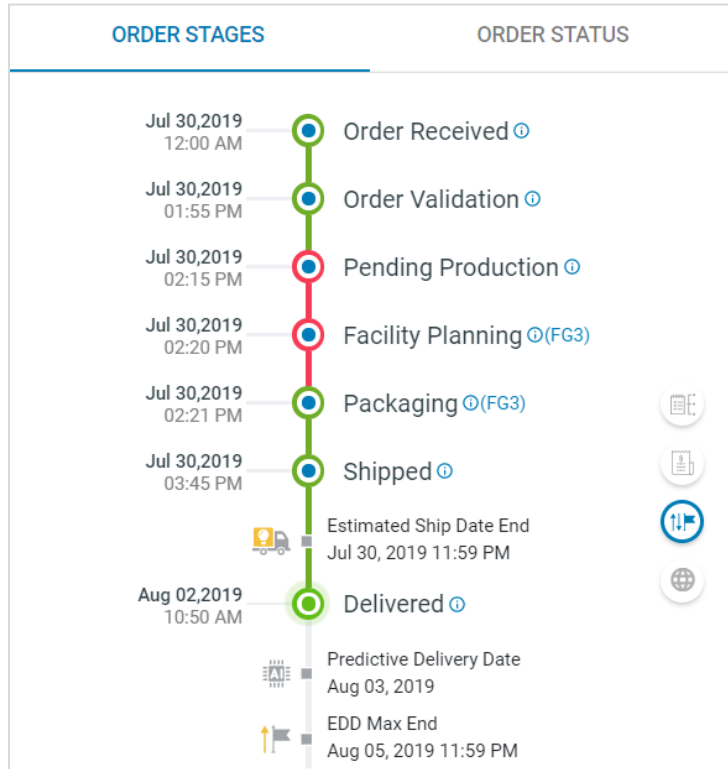 ORDER STAGES
ORDER STATUS
Jul 30,2019
12:00 AM
Order Received
Jul 30,2019
01:55 PM
Order Validation
Jul 30,2019
02:15 PM
Pending Production
Jul 30,2019
02:20 PM
Facility Planning (FG3)
Jul 30,2019
02:21 PM
Packaging (FG3)
Jul 30,2019
03:45 PM
Shipped
Estimated Ship Date End
Jul 30, 2019 11:59 PM
Aug 02,2019
10:50 AM
Delivered
AI
Predictive Delivery Date
Aug 03, 2019
EDD Max End
Aug 05, 2019 11:59 PM